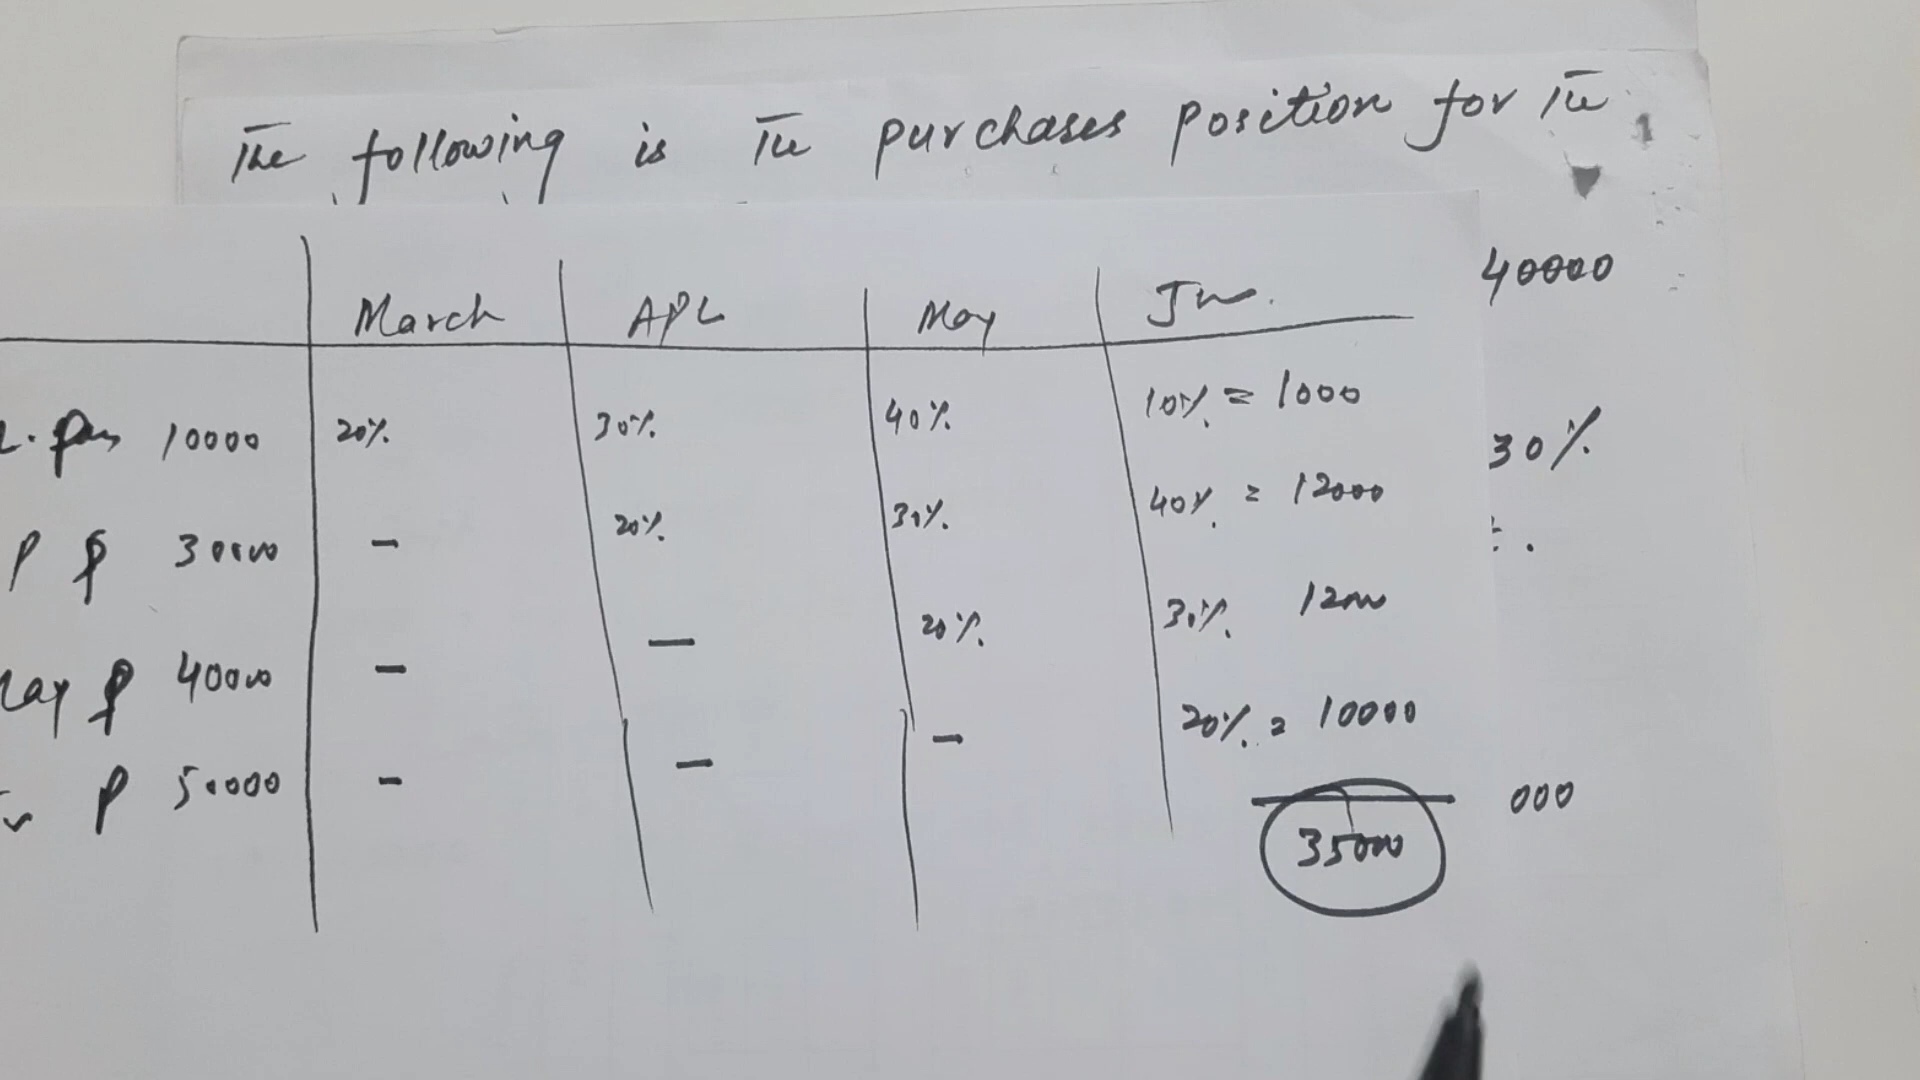 The following is The purchases position for The
40000
March APL May Jun.
10000 20% 30% 40% 10% = 1000
30%
P P 30000 - 20% 30% 40% = 12000
ay P 40000 - - 20% 30% 12000
P 50000 - - - 20% = 10000
000
35000